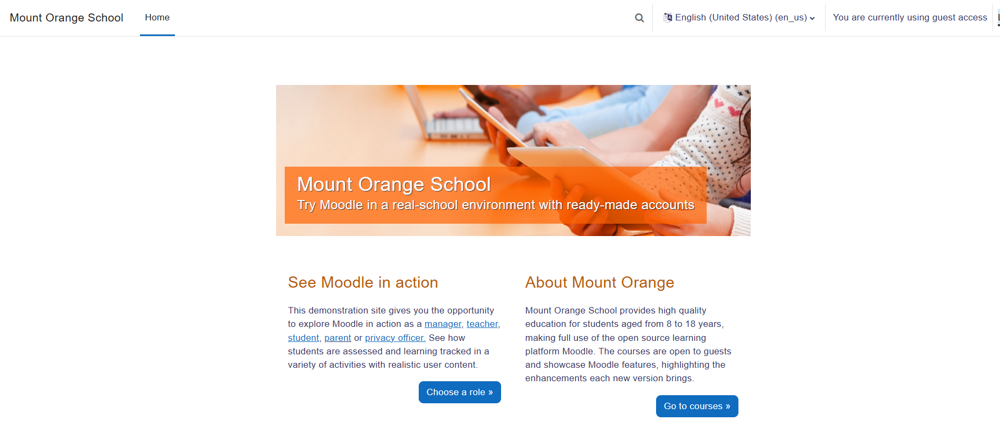 Mount Orange School
Home
English (United States) (en_us)
You are currently using guest access
Mount Orange School
Try Moodle in a real-school environment with ready-made accounts
See Moodle in action
This demonstration site gives you the opportunity
to explore Moodle in action as a manager, teacher,
student, parent or privacy officer. See how
students are assessed and learning tracked in a
variety of activities with realistic user content.
Choose a role »
About Mount Orange
Mount Orange School provides high quality
education for students aged from 8 to 18 years,
making full use of the open source learning
platform Moodle. The courses are open to guests
and showcase Moodle features, highlighting the
enhancements each new version brings.
Go to courses »